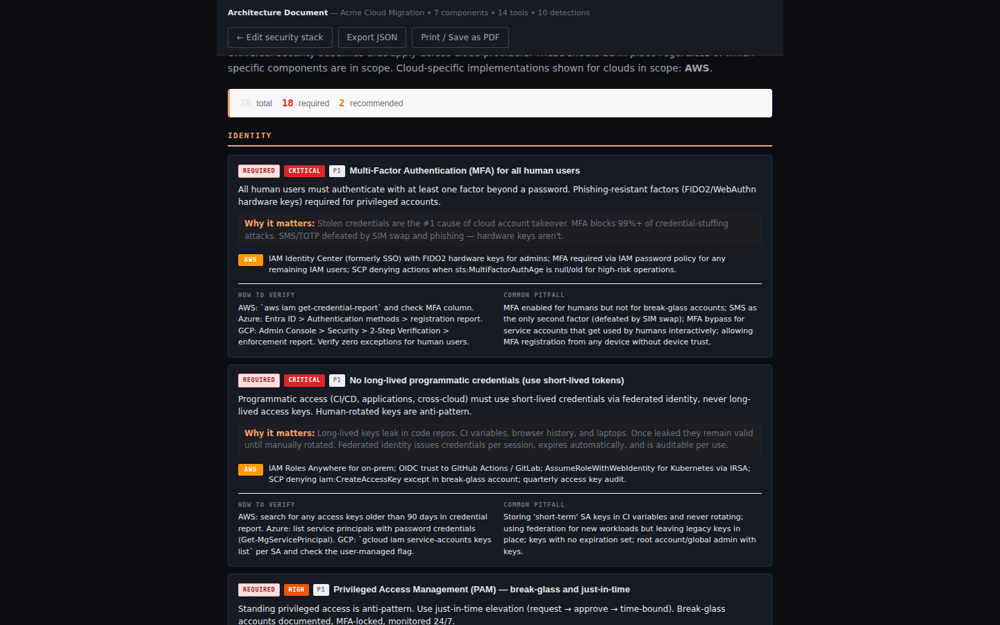 Architecture Document — Acme Cloud Migration • 7 components • 14 tools • 10 detections
← Edit security stack
Export JSON
Print / Save as PDF
Universal security baselines that apply across cloud providers. These should be in place regardless of which
specific components are in scope. Cloud-specific implementations shown for clouds in scope: AWS.
20 total 18 required 2 recommended
IDENTITY
REQUIRED CRITICAL P1 Multi-Factor Authentication (MFA) for all human users
All human users must authenticate with at least one factor beyond a password. Phishing-resistant factors (FIDO2/WebAuthn
hardware keys) required for privileged accounts.
Why it matters: Stolen credentials are the #1 cause of cloud account takeover. MFA blocks 99%+ of credential-stuffing
attacks. SMS/TOTP defeated by SIM swap and phishing — hardware keys aren't.
AWS IAM Identity Center (formerly SSO) with FIDO2 hardware keys for admins; MFA required via IAM password policy for any
remaining IAM users; SCP denying actions when sts:MultiFactorAuthAge is null/old for high-risk operations.
HOW TO VERIFY
AWS: `aws iam get-credential-report` and check MFA column.
Azure: Entra ID > Authentication methods > registration report.
GCP: Admin Console > Security > 2-Step Verification >
enforcement report. Verify zero exceptions for human users.
COMMON PITFALL
MFA enabled for humans but not for break-glass accounts; SMS as
the only second factor (defeated by SIM swap); MFA bypass for
service accounts that get used by humans interactively; allowing
MFA registration from any device without device trust.
REQUIRED CRITICAL P1 No long-lived programmatic credentials (use short-lived tokens)
Programmatic access (CI/CD, applications, cross-cloud) must use short-lived credentials via federated identity, never long-
lived access keys. Human-rotated keys are anti-pattern.
Why it matters: Long-lived keys leak in code repos, CI variables, browser history, and laptops. Once leaked they remain valid
until manually rotated. Federated identity issues credentials per session, expires automatically, and is auditable per use.
AWS IAM Roles Anywhere for on-prem; OIDC trust to GitHub Actions / GitLab; AssumeRoleWithWebIdentity for Kubernetes via IRSA;
SCP denying iam:CreateAccessKey except in break-glass account; quarterly access key audit.
HOW TO VERIFY
AWS: search for any access keys older than 90 days in credential
report. Azure: list service principals with password credentials
(Get-MgServicePrincipal). GCP: `gcloud iam service-accounts keys
list` per SA and check the user-managed flag.
COMMON PITFALL
Storing 'short-term' SA keys in CI variables and never rotating;
using federation for new workloads but leaving legacy keys in
place; keys with no expiration set; root account/global admin with
keys.
REQUIRED HIGH P1 Privileged Access Management (PAM) — break-glass and just-in-time
Standing privileged access is anti-pattern. Use just-in-time elevation (request → approve → time-bound). Break-glass
accounts documented, MFA-locked, monitored 24/7.